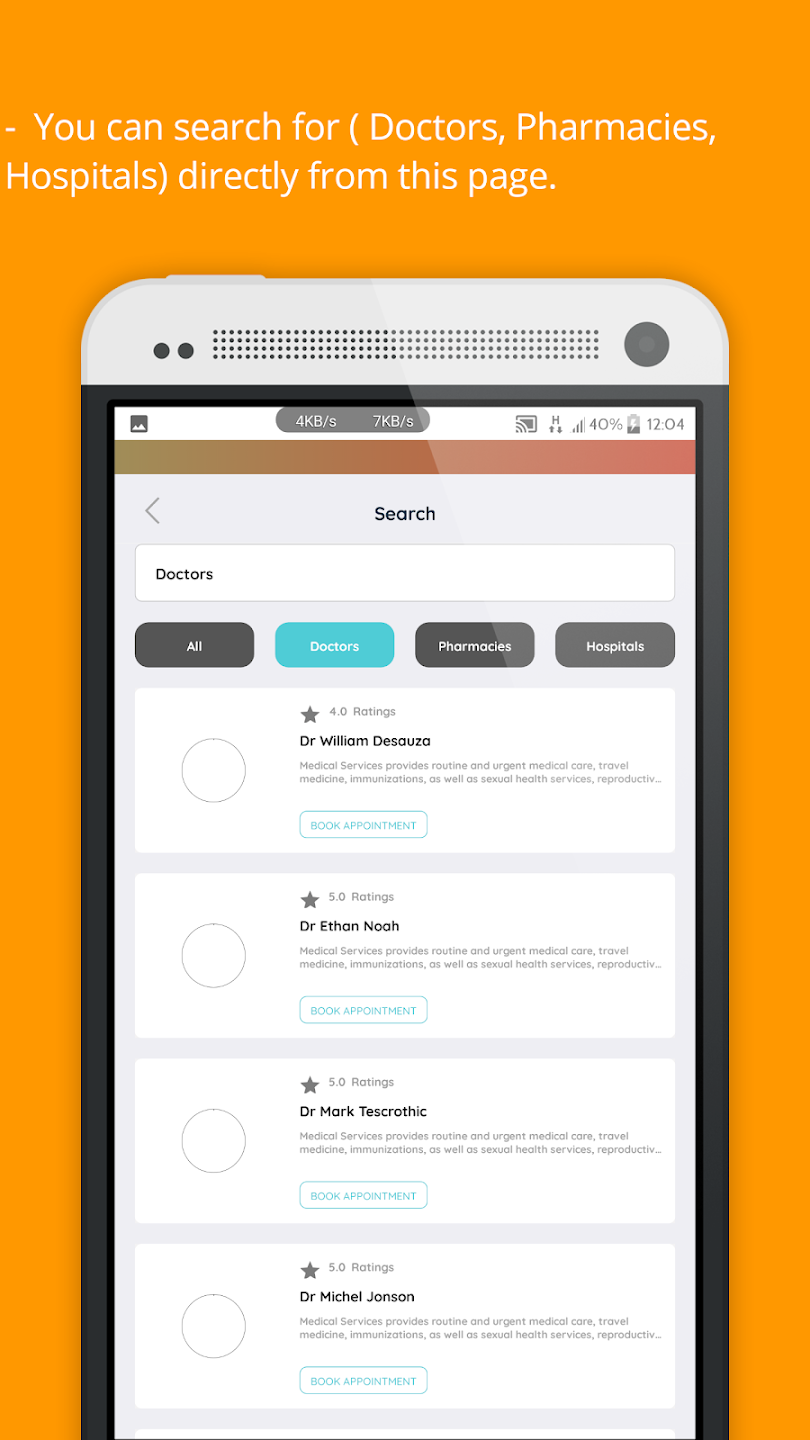 - You can search for ( Doctors, Pharmacies,
Hospitals) directly from this page.
4KB/s 7KB/s H 40% 12:04
Search
Doctors
All Doctors Pharmacies Hospitals
4.0 Ratings
Dr William Desauza
Medical Services provides routine and urgent medical care, travel
medicine, immunizations, as well as sexual health services, reproductiv...
BOOK APPOINTMENT
5.0 Ratings
Dr Ethan Noah
Medical Services provides routine and urgent medical care, travel
medicine, immunizations, as well as sexual health services, reproductiv...
BOOK APPOINTMENT
5.0 Ratings
Dr Mark Tescrothic
Medical Services provides routine and urgent medical care, travel
medicine, immunizations, as well as sexual health services, reproductiv...
BOOK APPOINTMENT
5.0 Ratings
Dr Michel Jonson
Medical Services provides routine and urgent medical care, travel
medicine, immunizations, as well as sexual health services, reproductiv...
BOOK APPOINTMENT